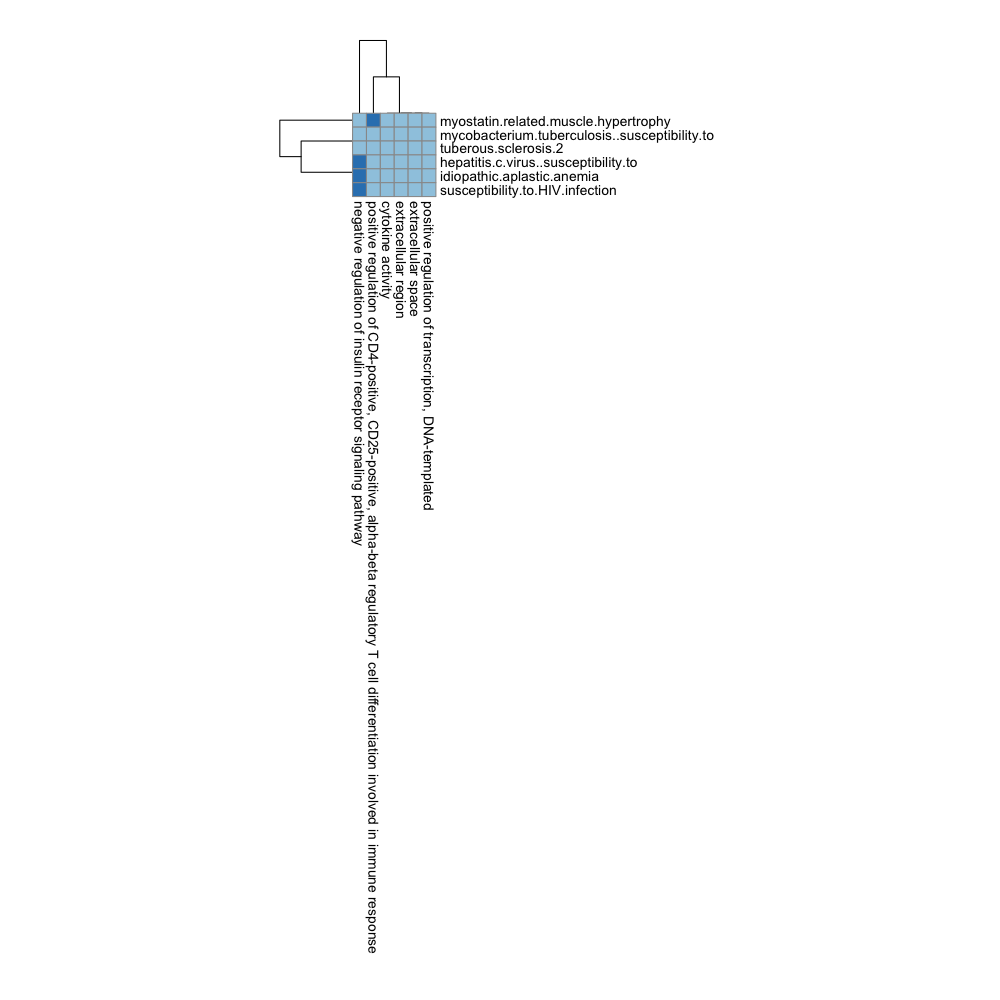 myostatin.related.muscle.hypertrophy
mycobacterium.tuberculosis..susceptibility.to
tuberous.sclerosis.2
hepatitis.c.virus..susceptibility.to
idiopathic.aplastic.anemia
susceptibility.to.HIV.infection
negative regulation of insulin receptor signaling pathway
positive regulation of CD4-positive, CD25-positive, alpha-beta regulatory T cell differentiation involved in immune response
cytokine activity
extracellular region
extracellular space
positive regulation of transcription, DNA-templated